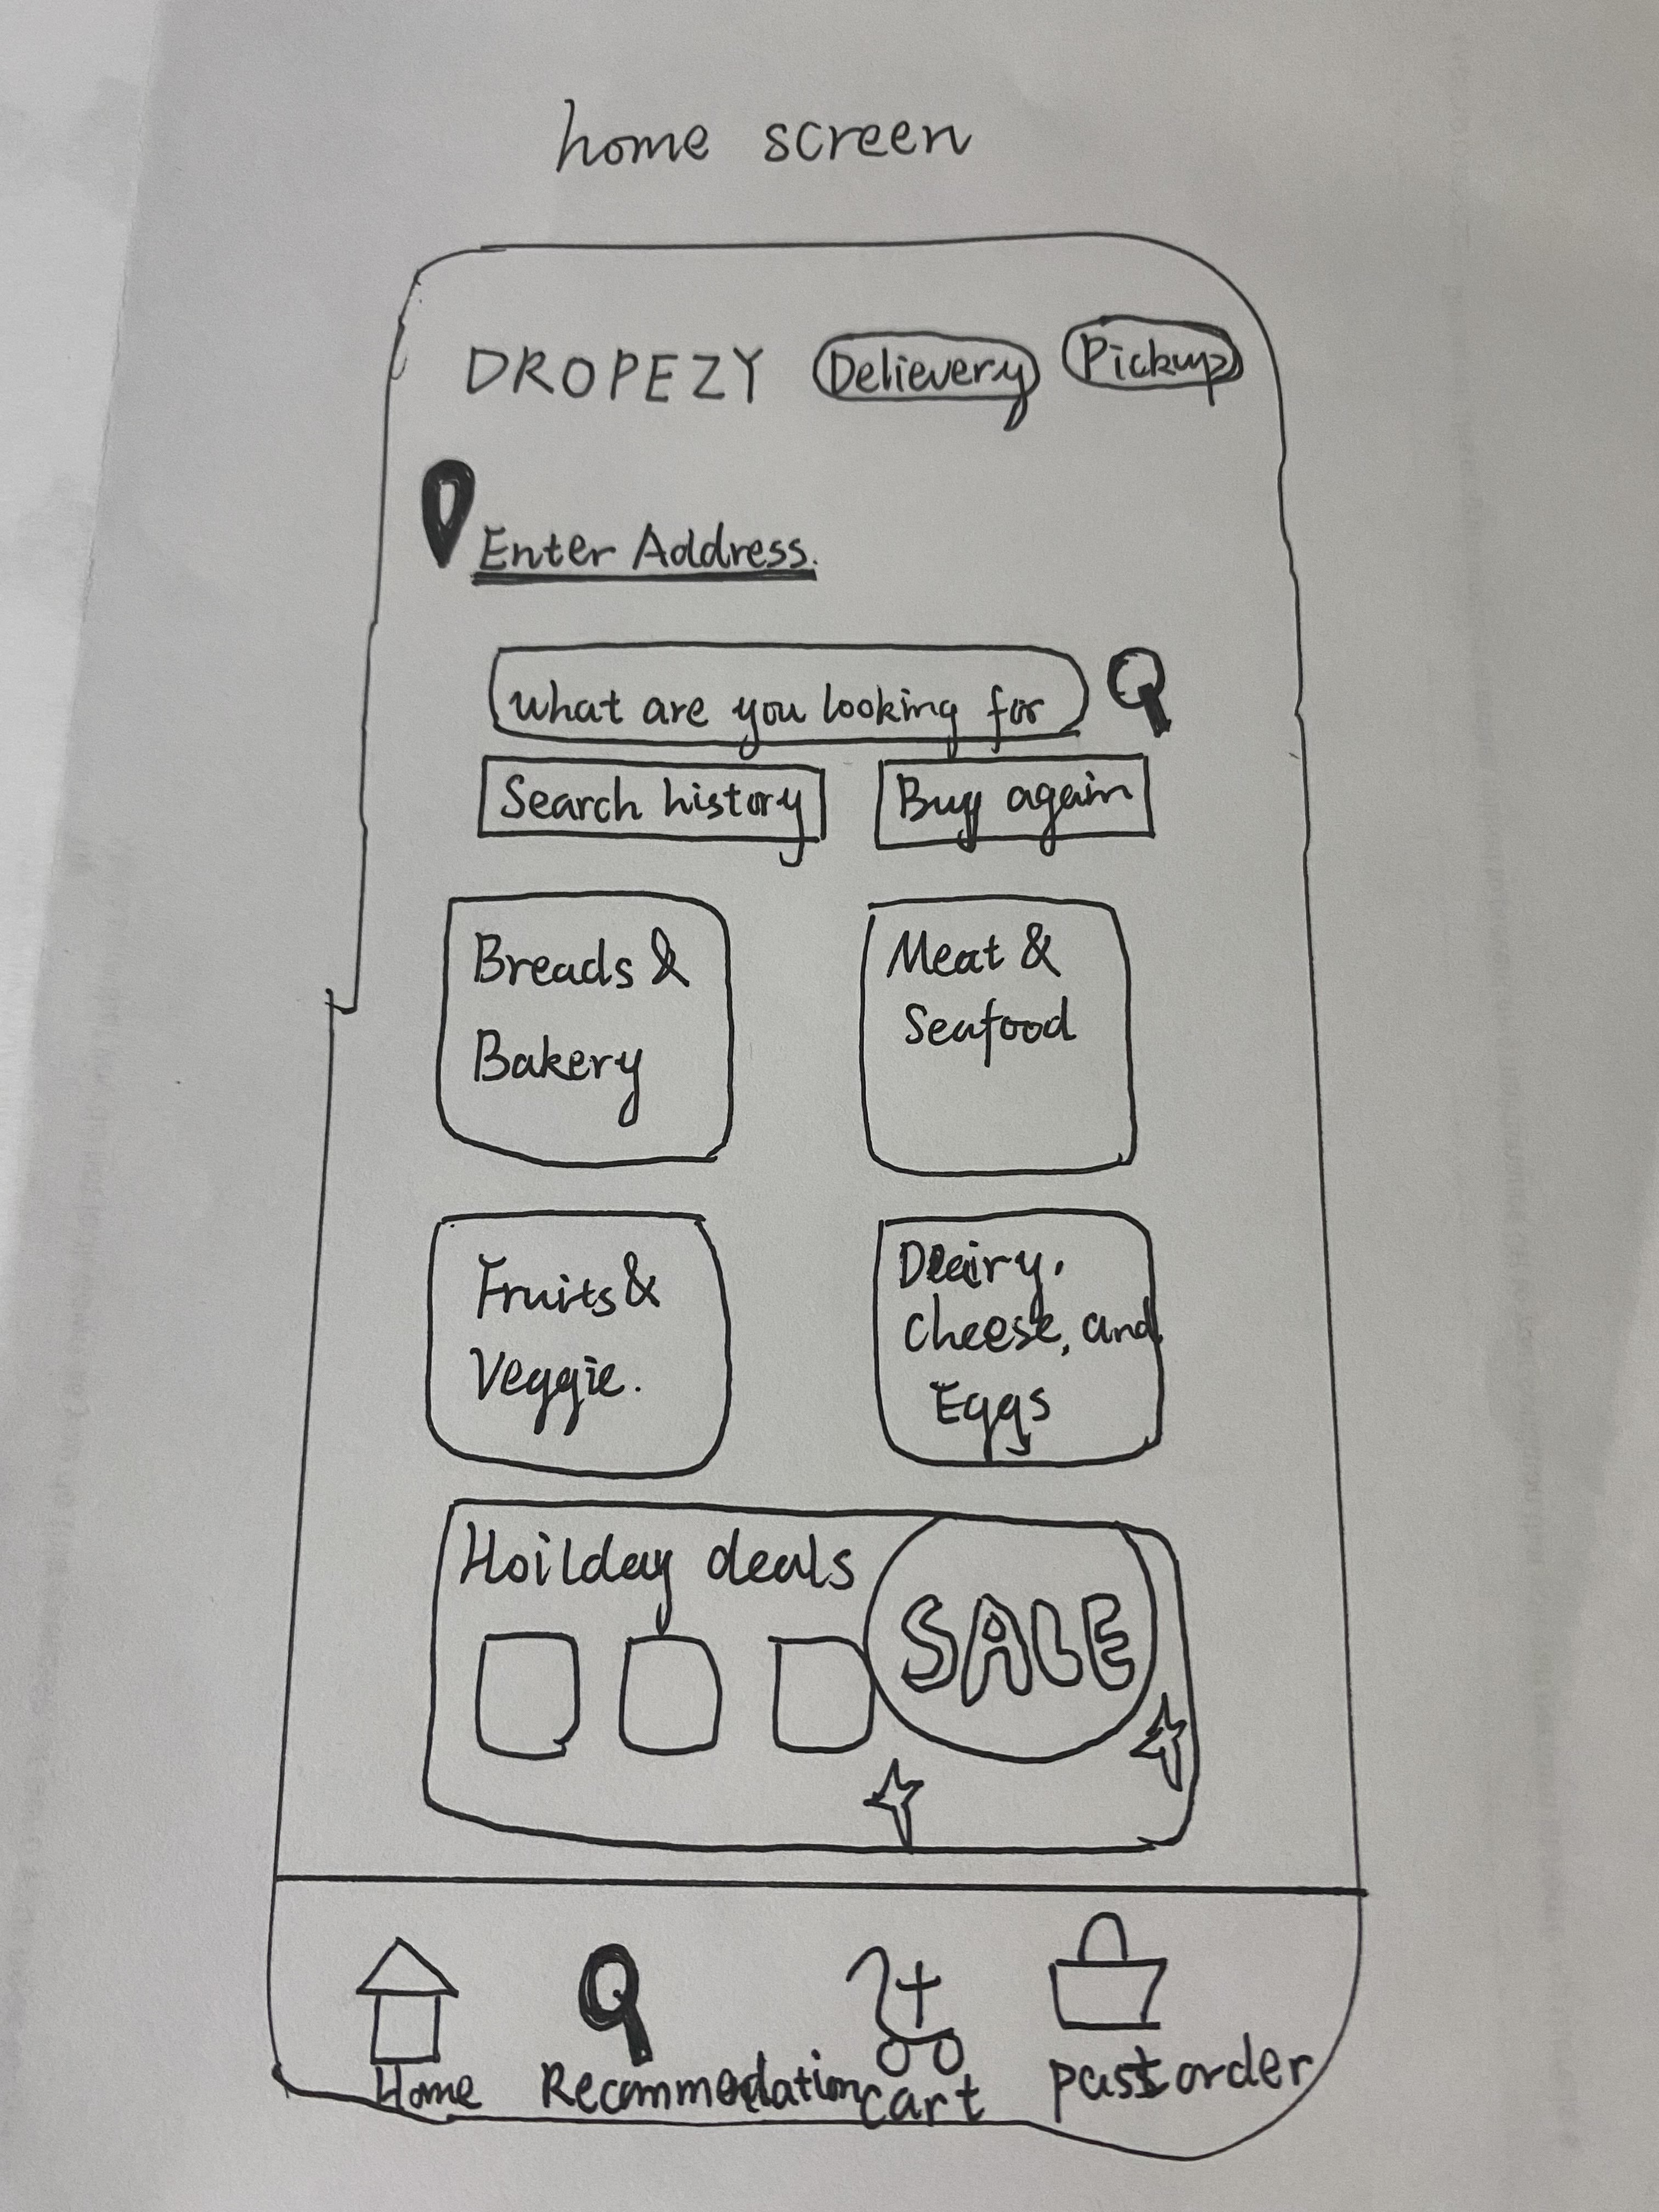 home screen
DROPEZY Delievery Pickup
Enter Address.
what are you looking for
Search history Buy again
Breads &
Bakery
Meat &
Seafood
Fruits &
Veggie.
Dairy,
cheese, and
Eggs
Hoilday deals
SALE
Home Recommedation cart past order